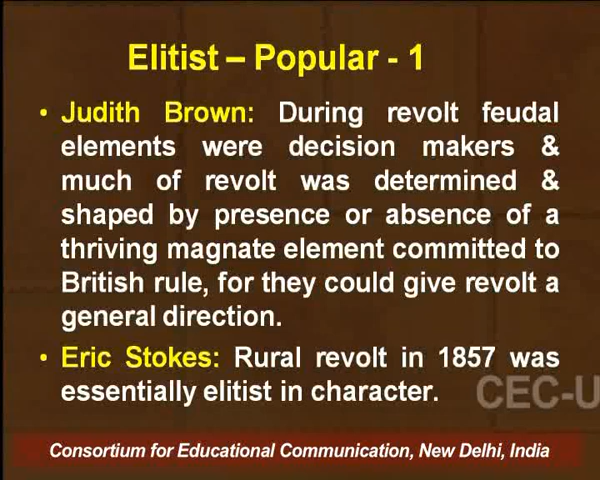 Elitist – Popular - 1
• Judith Brown: During revolt feudal
elements were decision makers &
much of revolt was determined &
shaped by presence or absence of a
thriving magnate element committed to
British rule, for they could give revolt a
general direction.
• Eric Stokes: Rural revolt in 1857 was
essentially elitist in character.
CEC-U
Consortium for Educational Communication, New Delhi, India